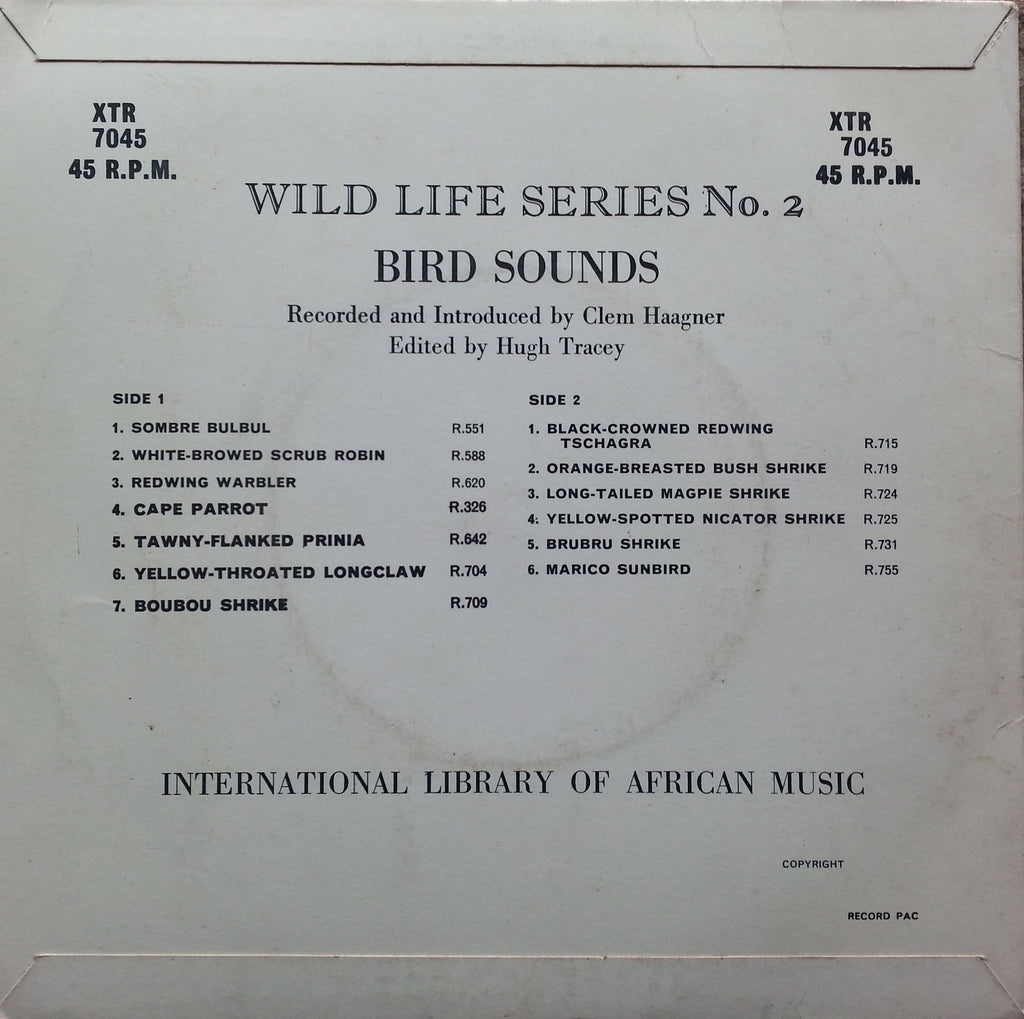 XTR
7045
45 R.P.M.
XTR
7045
45 R.P.M.
WILD LIFE SERIES No. 2
BIRD SOUNDS
Recorded and Introduced by Clem Haagner
Edited by Hugh Tracey
SIDE 1
1. SOMBRE BULBUL R.551
2. WHITE-BROWED SCRUB ROBIN R.588
3. REDWING WARBLER R.620
4. CAPE PARROT R.326
5. TAWNY-FLANKED PRINIA R.642
6. YELLOW-THROATED LONGCLAW R.704
7. BOUBOU SHRIKE R.709
SIDE 2
1. BLACK-CROWNED REDWING
TSCHAGRA R.715
2. ORANGE-BREASTED BUSH SHRIKE R.719
3. LONG-TAILED MAGPIE SHRIKE R.724
4. YELLOW-SPOTTED NICATOR SHRIKE R.725
5. BRUBRU SHRIKE R.731
6. MARICO SUNBIRD R.755
INTERNATIONAL LIBRARY OF AFRICAN MUSIC
COPYRIGHT
RECORD PAC